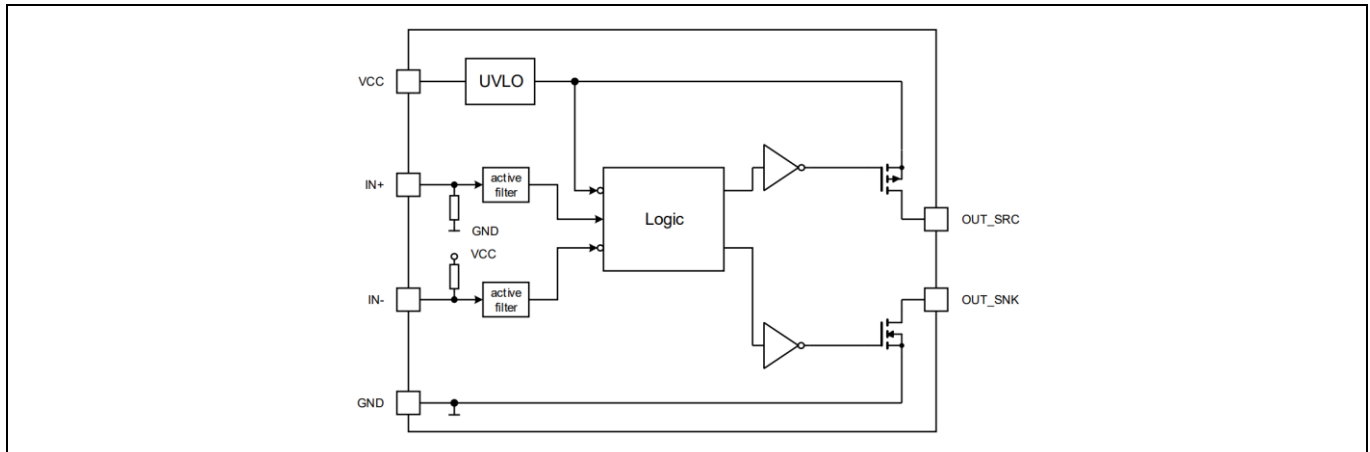 VCC
UVLO
IN+
active
filter
GND
VCC
Logic
OUT_SRC
IN-
active
filter
OUT_SNK
GND